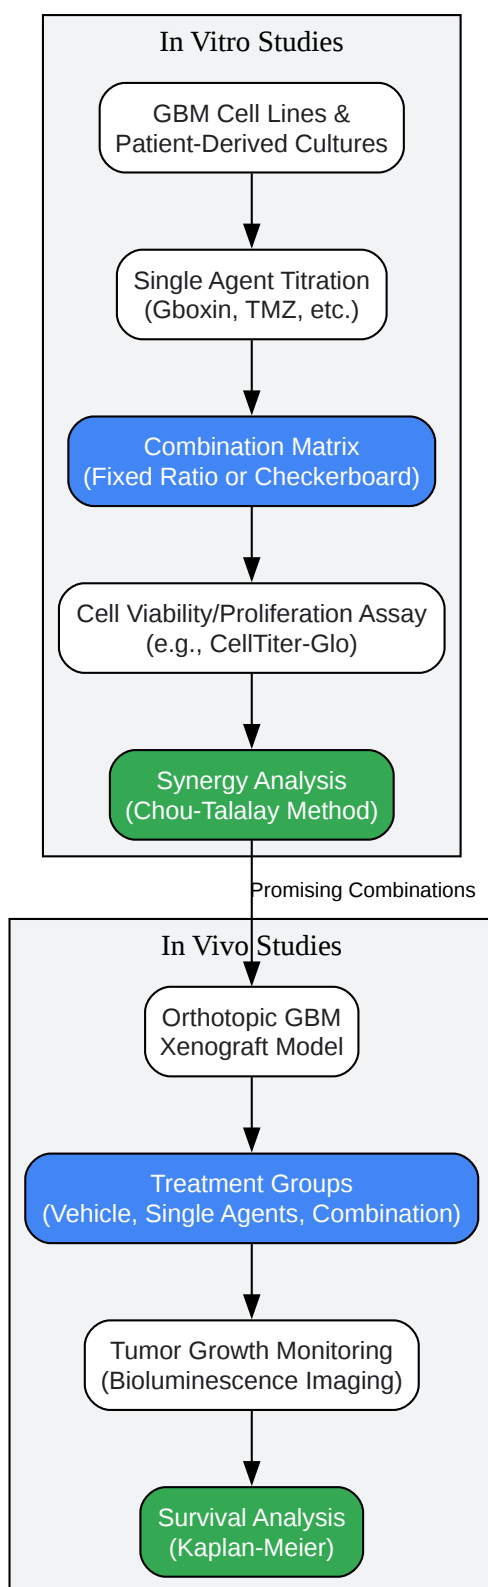 In Vitro Studies
GBM Cell Lines &
Patient-Derived Cultures
Single Agent Titration
(Gboxin, TMZ, etc.)
Combination Matrix
(Fixed Ratio or Checkerboard)
Cell Viability/Proliferation Assay
(e.g., CellTiter-Glo)
Synergy Analysis
(Chou-Talalay Method)
Promising Combinations
In Vivo Studies
Orthotopic GBM
Xenograft Model
Treatment Groups
(Vehicle, Single Agents, Combination)
Tumor Growth Monitoring
(Bioluminescence Imaging)
Survival Analysis
(Kaplan-Meier)